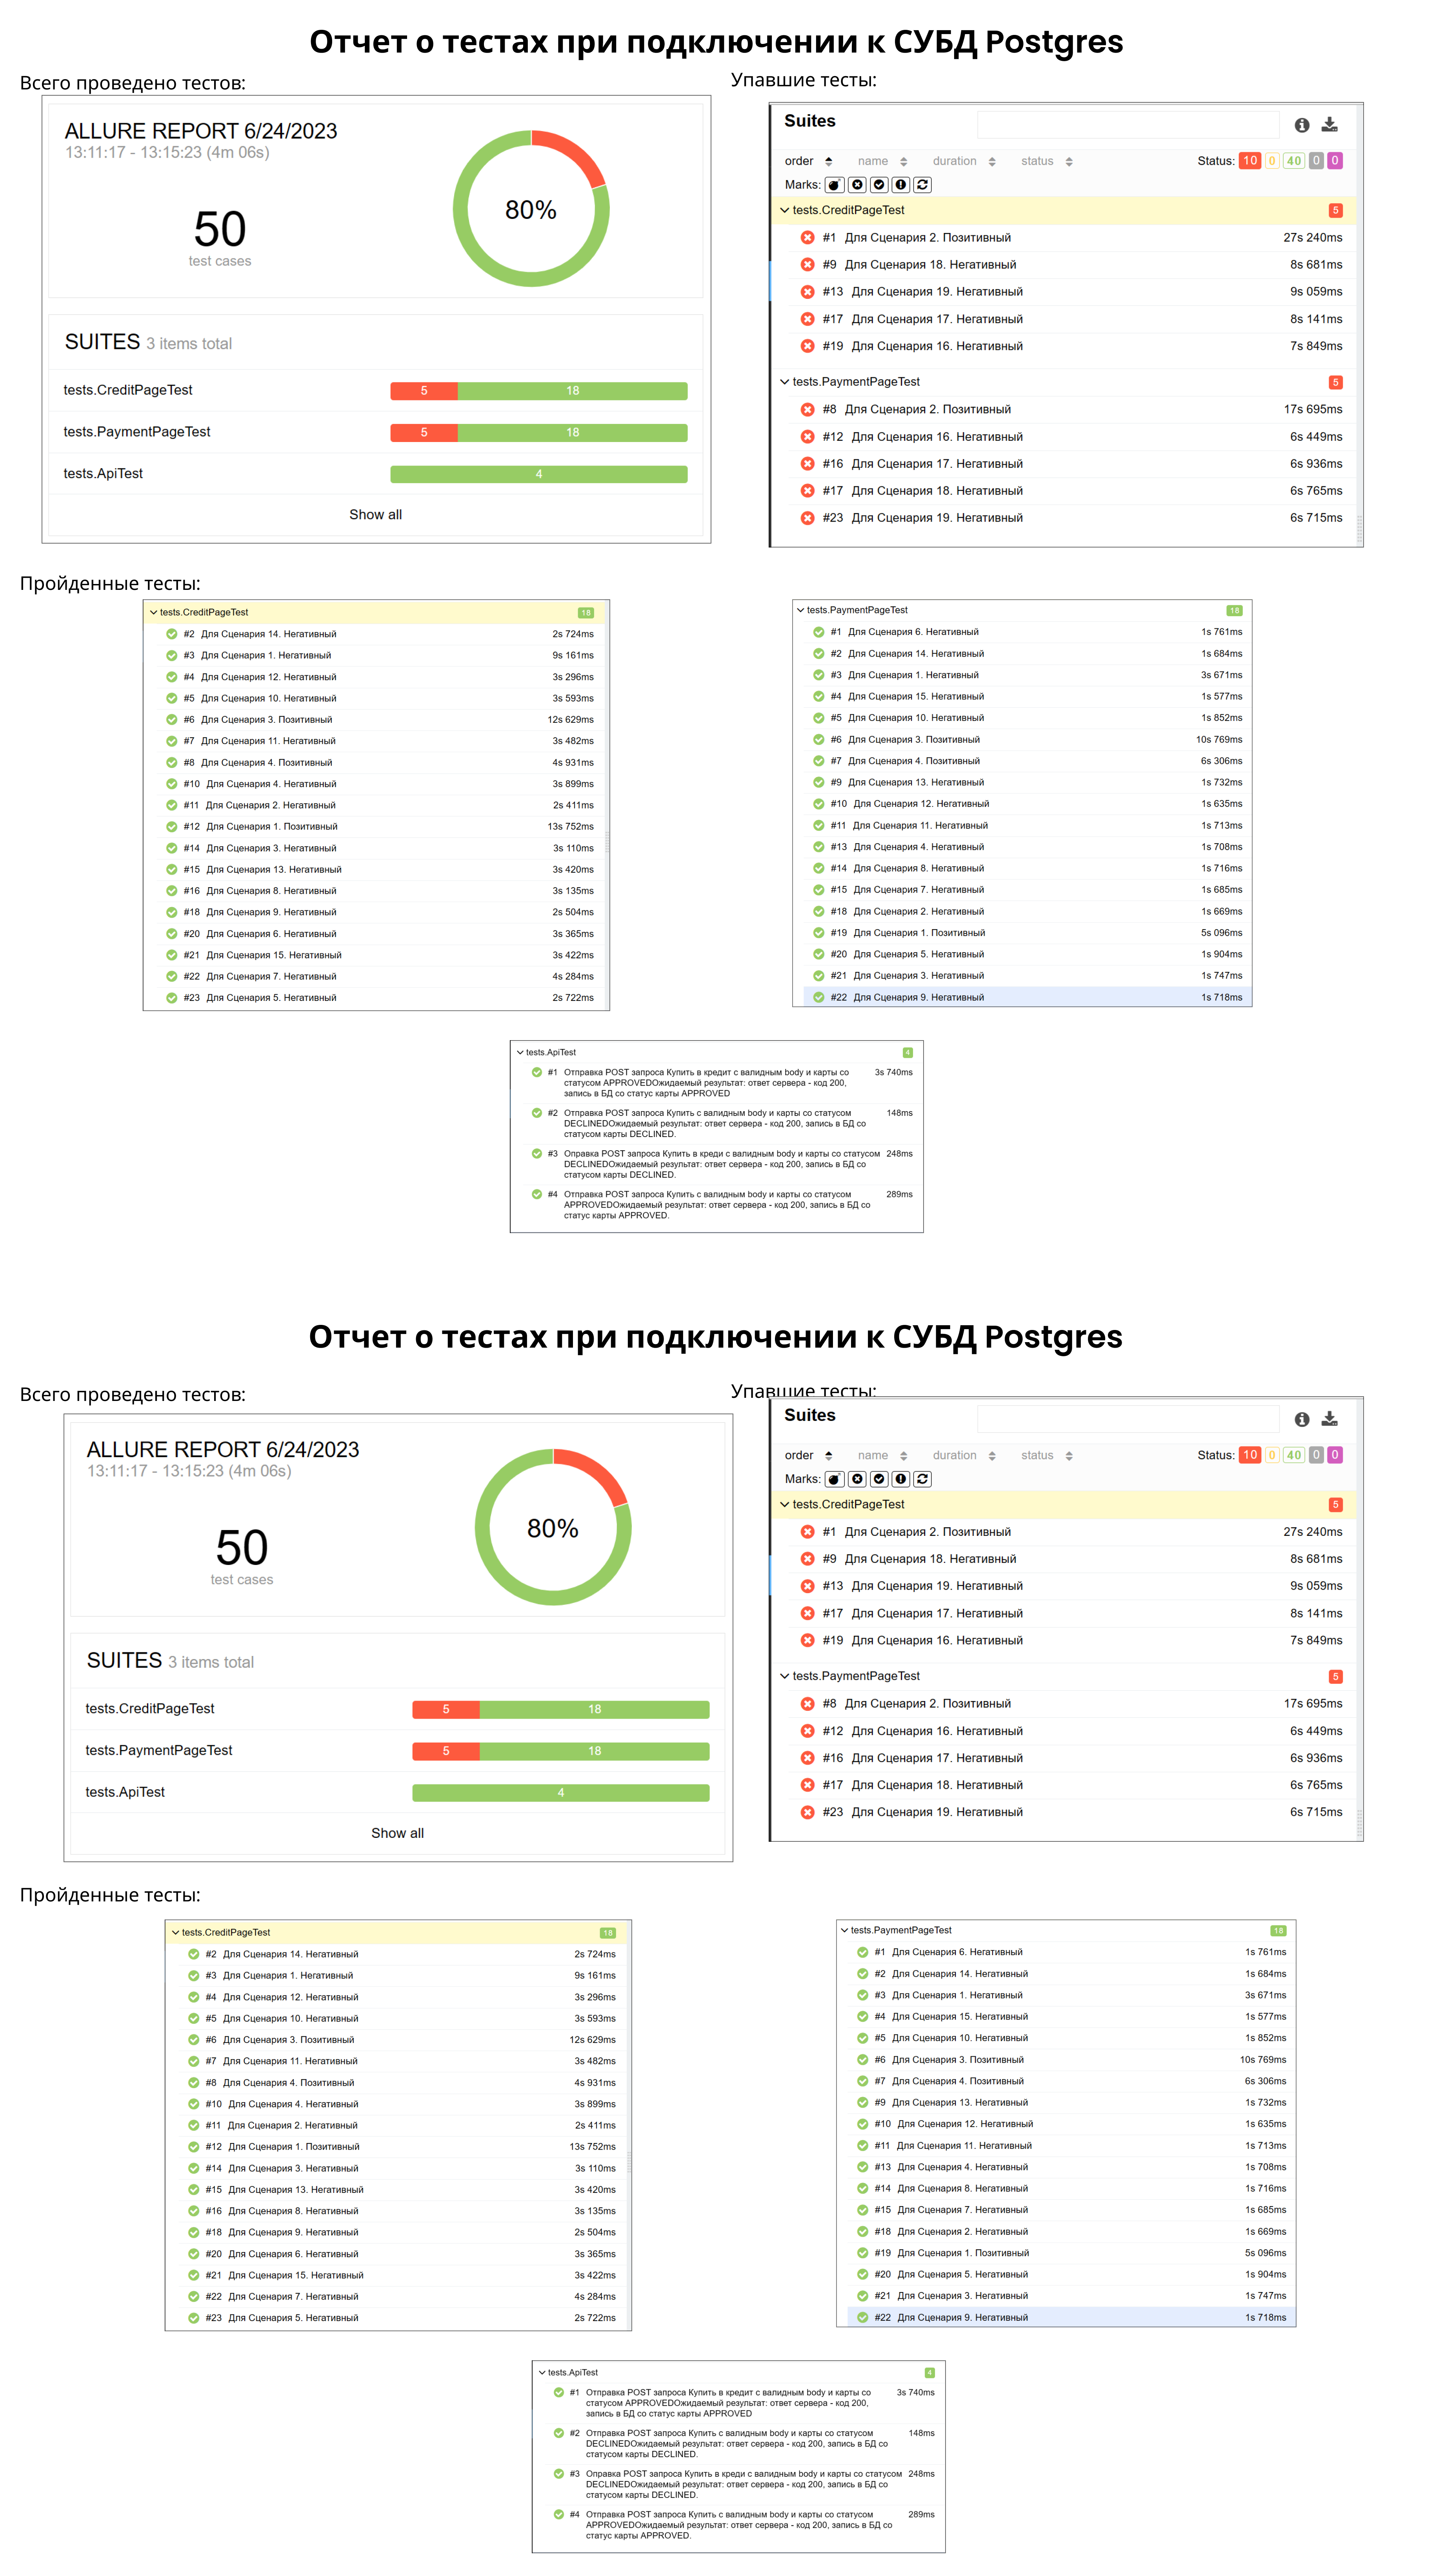 Отчет о тестах при подключении к СУБД Postgres
Всего проведено тестов:
ALLURE REPORT 6/24/2023
13:11:17 - 13:15:23 (4m 06s)
50
test cases
80%
SUITES 3 items total
tests.CreditPageTest 5 18
tests.PaymentPageTest 5 18
tests.ApiTest 4
Show all
Упавшие тесты:
Suites
order name duration status Status: 10 0 40 0 0
Marks:
tests.CreditPageTest 5
#1 Для Сценария 2. Позитивный 27s 240ms
#9 Для Сценария 18. Негативный 8s 681ms
#13 Для Сценария 19. Негативный 9s 059ms
#17 Для Сценария 17. Негативный 8s 141ms
#19 Для Сценария 16. Негативный 7s 849ms
tests.PaymentPageTest 5
#8 Для Сценария 2. Позитивный 17s 695ms
#12 Для Сценария 16. Негативный 6s 449ms
#16 Для Сценария 17. Негативный 6s 936ms
#17 Для Сценария 18. Негативный 6s 765ms
#23 Для Сценария 19. Негативный 6s 715ms
Пройденные тесты:
tests.CreditPageTest 18
#2 Для Сценария 14. Негативный 2s 724ms
#3 Для Сценария 1. Негативный 9s 161ms
#4 Для Сценария 12. Негативный 3s 296ms
#5 Для Сценария 10. Негативный 3s 593ms
#6 Для Сценария 3. Позитивный 12s 629ms
#7 Для Сценария 11. Негативный 3s 482ms
#8 Для Сценария 4. Позитивный 4s 931ms
#10 Для Сценария 4. Негативный 3s 899ms
#11 Для Сценария 2. Негативный 2s 411ms
#12 Для Сценария 1. Позитивный 13s 752ms
#14 Для Сценария 3. Негативный 3s 110ms
#15 Для Сценария 13. Негативный 3s 420ms
#16 Для Сценария 8. Негативный 3s 135ms
#18 Для Сценария 9. Негативный 2s 504ms
#20 Для Сценария 6. Негативный 3s 365ms
#21 Для Сценария 15. Негативный 3s 422ms
#22 Для Сценария 7. Негативный 4s 284ms
#23 Для Сценария 5. Негативный 2s 722ms
tests.PaymentPageTest 18
#1 Для Сценария 6. Негативный 1s 761ms
#2 Для Сценария 14. Негативный 1s 684ms
#3 Для Сценария 1. Негативный 3s 671ms
#4 Для Сценария 15. Негативный 1s 577ms
#5 Для Сценария 10. Негативный 1s 852ms
#6 Для Сценария 3. Позитивный 10s 769ms
#7 Для Сценария 4. Позитивный 6s 306ms
#9 Для Сценария 13. Негативный 1s 732ms
#10 Для Сценария 12. Негативный 1s 635ms
#11 Для Сценария 11. Негативный 1s 713ms
#13 Для Сценария 4. Негативный 1s 708ms
#14 Для Сценария 8. Негативный 1s 716ms
#15 Для Сценария 7. Негативный 1s 685ms
#18 Для Сценария 2. Негативный 1s 669ms
#19 Для Сценария 1. Позитивный 5s 096ms
#20 Для Сценария 5. Негативный 1s 904ms
#21 Для Сценария 3. Негативный 1s 747ms
#22 Для Сценария 9. Негативный 1s 718ms
tests.ApiTest 4
#1 Отправка POST запроса Купить в кредит с валидным body и карты со 3s 740ms
статусом APPROVEDОжидаемый результат: ответ сервера - код 200,
запись в БД со статус карты APPROVED
#2 Отправка POST запроса Купить с валидным body и карты со статусом 148ms
DECLINEDОжидаемый результат: ответ сервера - код 200, запись в БД со
статусом карты DECLINED.
#3 Оправка POST запроса Купить в креди с валидным body и карты со статусом 248ms
DECLINEDОжидаемый результат: ответ сервера - код 200, запись в БД со
статусом карты DECLINED.
#4 Отправка POST запроса Купить с валидным body и карты со статусом 289ms
APPROVEDОжидаемый результат: ответ сервера - код 200, запись в БД со
статус карты APPROVED.
Отчет о тестах при подключении к СУБД Postgres
Всего проведено тестов:
ALLURE REPORT 6/24/2023
13:11:17 - 13:15:23 (4m 06s)
50
test cases
80%
SUITES 3 items total
tests.CreditPageTest 5 18
tests.PaymentPageTest 5 18
tests.ApiTest 4
Show all
Упавшие тесты:
Suites
order name duration status Status: 10 0 40 0 0
Marks:
tests.CreditPageTest 5
#1 Для Сценария 2. Позитивный 27s 240ms
#9 Для Сценария 18. Негативный 8s 681ms
#13 Для Сценария 19. Негативный 9s 059ms
#17 Для Сценария 17. Негативный 8s 141ms
#19 Для Сценария 16. Негативный 7s 849ms
tests.PaymentPageTest 5
#8 Для Сценария 2. Позитивный 17s 695ms
#12 Для Сценария 16. Негативный 6s 449ms
#16 Для Сценария 17. Негативный 6s 936ms
#17 Для Сценария 18. Негативный 6s 765ms
#23 Для Сценария 19. Негативный 6s 715ms
Пройденные тесты:
tests.CreditPageTest 18
#2 Для Сценария 14. Негативный 2s 724ms
#3 Для Сценария 1. Негативный 9s 161ms
#4 Для Сценария 12. Негативный 3s 296ms
#5 Для Сценария 10. Негативный 3s 593ms
#6 Для Сценария 3. Позитивный 12s 629ms
#7 Для Сценария 11. Негативный 3s 482ms
#8 Для Сценария 4. Позитивный 4s 931ms
#10 Для Сценария 4. Негативный 3s 899ms
#11 Для Сценария 2. Негативный 2s 411ms
#12 Для Сценария 1. Позитивный 13s 752ms
#14 Для Сценария 3. Негативный 3s 110ms
#15 Для Сценария 13. Негативный 3s 420ms
#16 Для Сценария 8. Негативный 3s 135ms
#18 Для Сценария 9. Негативный 2s 504ms
#20 Для Сценария 6. Негативный 3s 365ms
#21 Для Сценария 15. Негативный 3s 422ms
#22 Для Сценария 7. Негативный 4s 284ms
#23 Для Сценария 5. Негативный 2s 722ms
tests.PaymentPageTest 18
#1 Для Сценария 6. Негативный 1s 761ms
#2 Для Сценария 14. Негативный 1s 684ms
#3 Для Сценария 1. Негативный 3s 671ms
#4 Для Сценария 15. Негативный 1s 577ms
#5 Для Сценария 10. Негативный 1s 852ms
#6 Для Сценария 3. Позитивный 10s 769ms
#7 Для Сценария 4. Позитивный 6s 306ms
#9 Для Сценария 13. Негативный 1s 732ms
#10 Для Сценария 12. Негативный 1s 635ms
#11 Для Сценария 11. Негативный 1s 713ms
#13 Для Сценария 4. Негативный 1s 708ms
#14 Для Сценария 8. Негативный 1s 716ms
#15 Для Сценария 7. Негативный 1s 685ms
#18 Для Сценария 2. Негативный 1s 669ms
#19 Для Сценария 1. Позитивный 5s 096ms
#20 Для Сценария 5. Негативный 1s 904ms
#21 Для Сценария 3. Негативный 1s 747ms
#22 Для Сценария 9. Негативный 1s 718ms
tests.ApiTest 4
#1 Отправка POST запроса Купить в кредит с валидным body и карты со 3s 740ms
статусом APPROVEDОжидаемый результат: ответ сервера - код 200,
запись в БД со статус карты APPROVED
#2 Отправка POST запроса Купить с валидным body и карты со статусом 148ms
DECLINEDОжидаемый результат: ответ сервера - код 200, запись в БД со
статусом карты DECLINED.
#3 Оправка POST запроса Купить в креди с валидным body и карты со статусом 248ms
DECLINEDОжидаемый результат: ответ сервера - код 200, запись в БД со
статусом карты DECLINED.
#4 Отправка POST запроса Купить с валидным body и карты со статусом 289ms
APPROVEDОжидаемый результат: ответ сервера - код 200, запись в БД со
статус карты APPROVED.